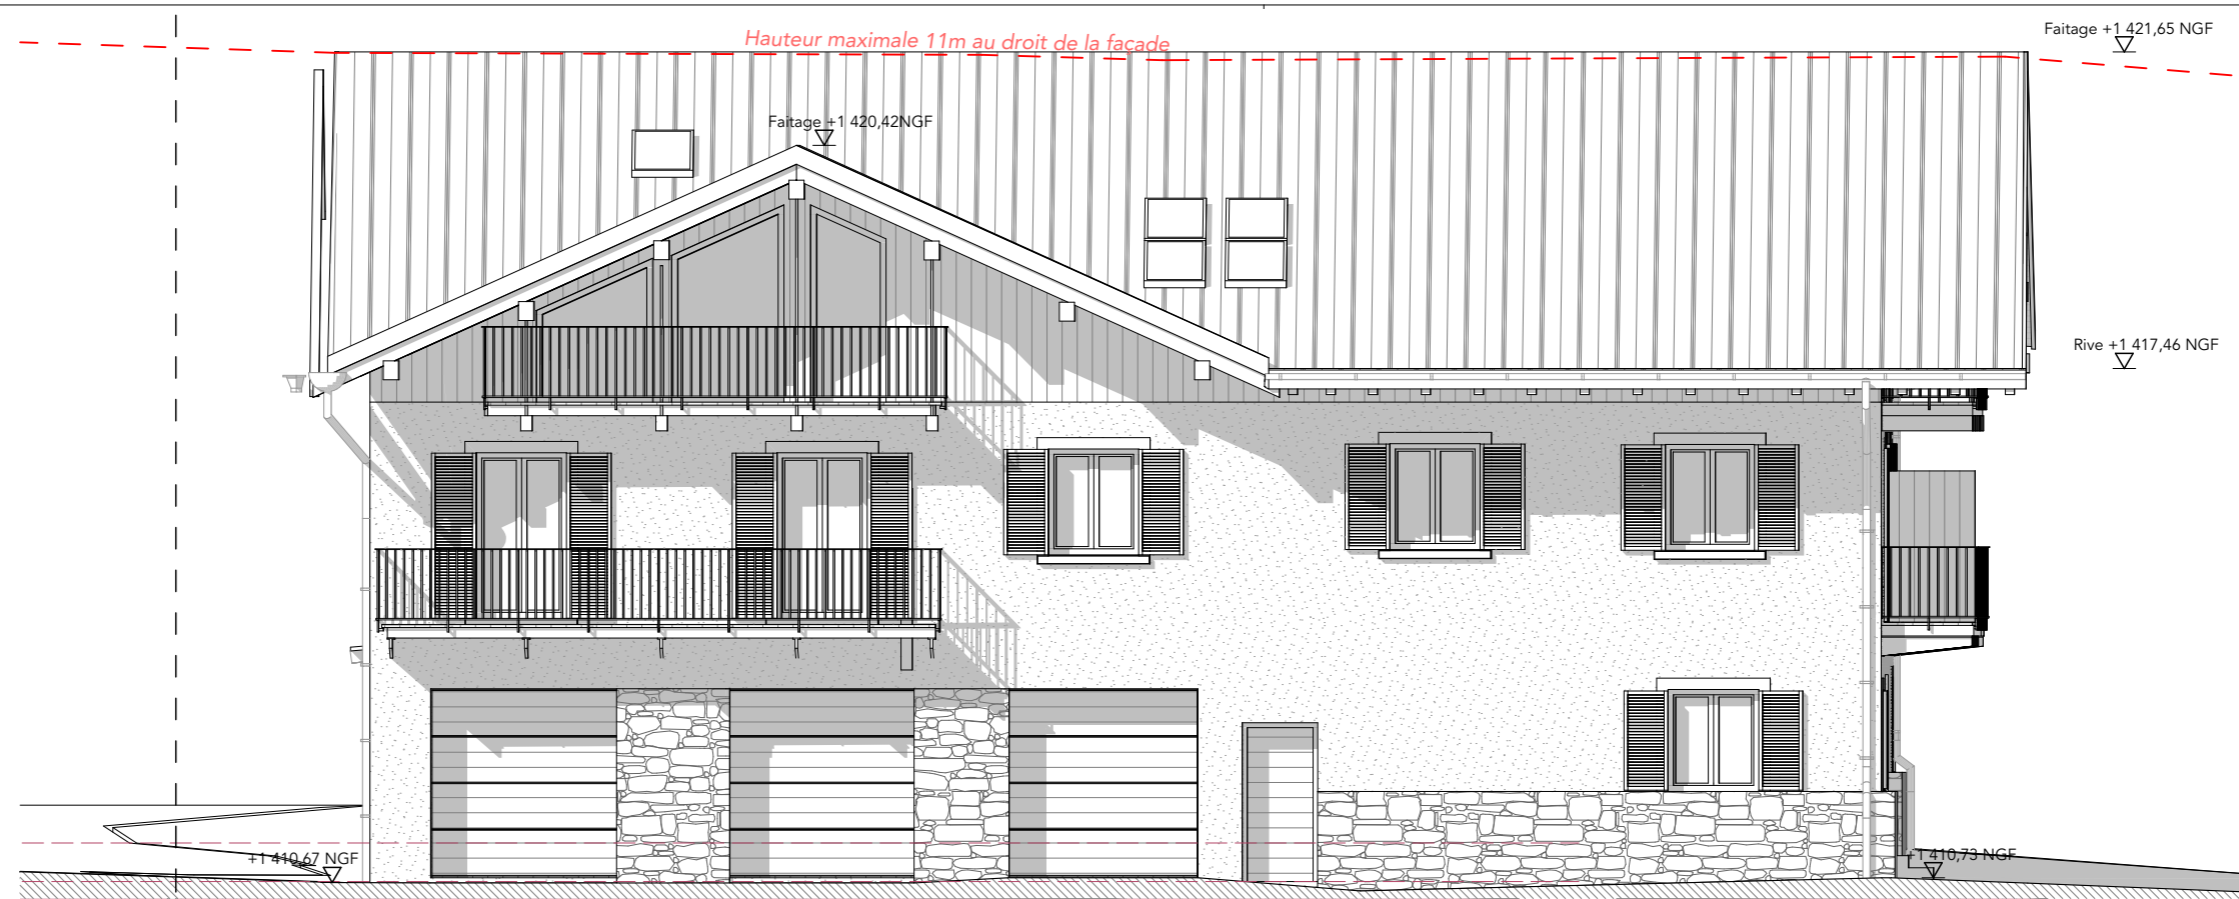 Faitage +1 421,65 NGF
Hauteur maximale 11m au droit de la facade
Faitage +1 420,42NGF
Rive +1 417,46 NGF
+1 410,67 NGF
+1 410,73 NGF